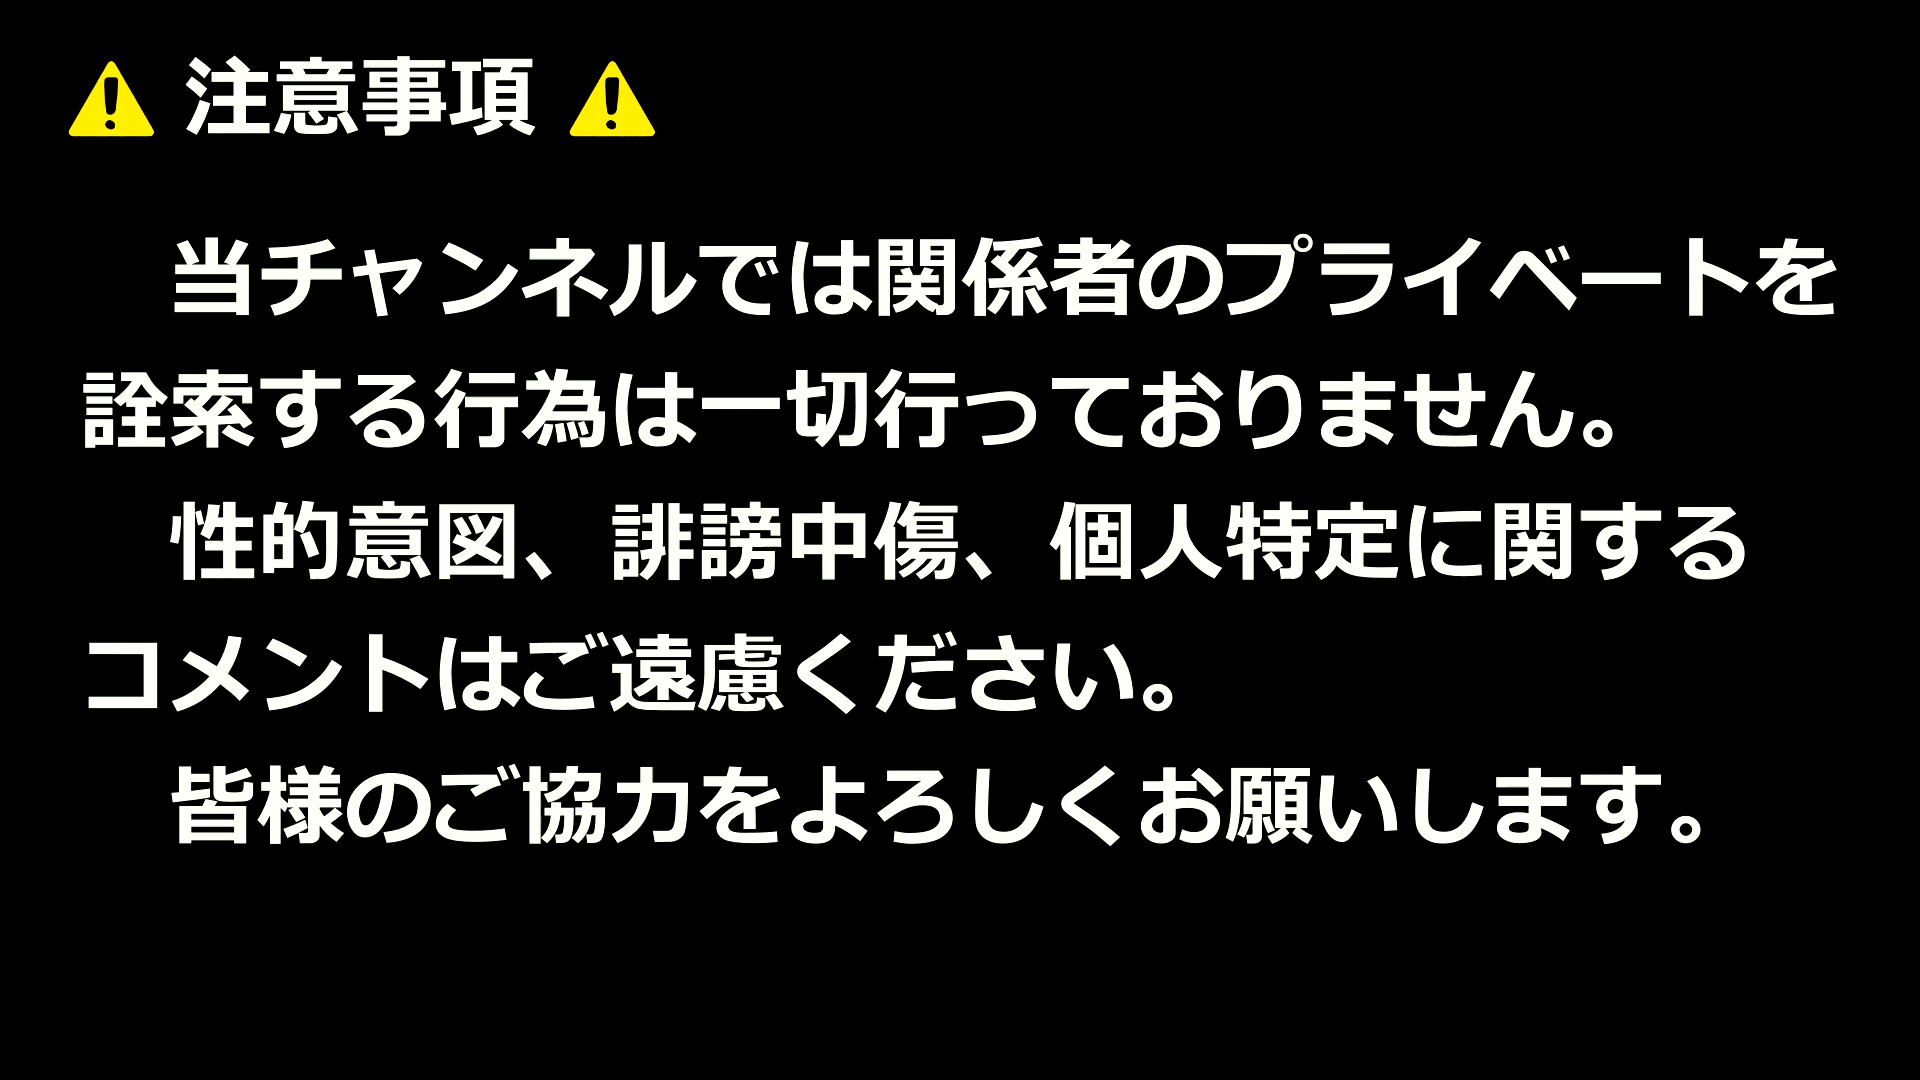 ⚠ 注意事項 ⚠
当チャンネルでは関係者のプライベートを
詮索する行為は一切行っておりません。
性的意図、誹謗中傷、個人特定に関する
コメントはご遠慮ください。
皆様のご協力をよろしくお願いします。